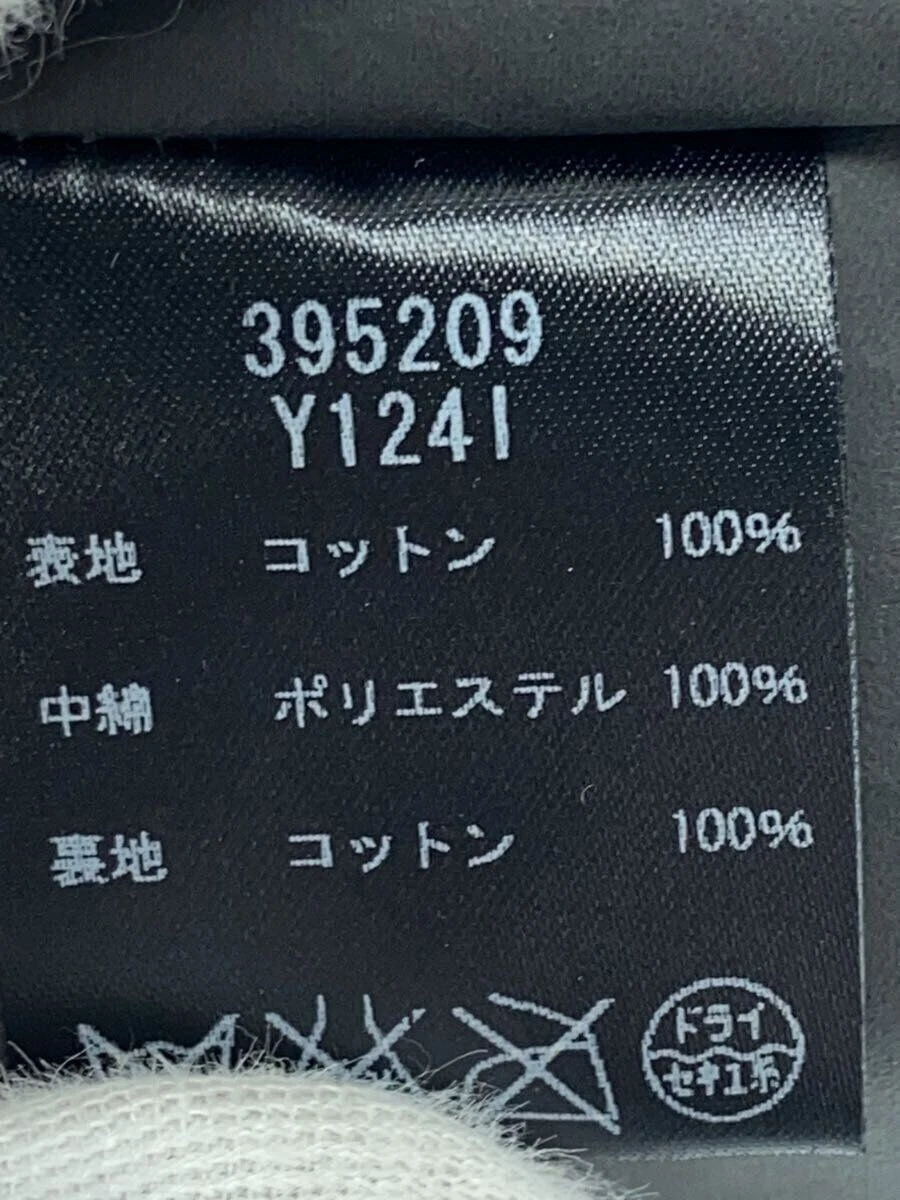 395209
Y124I
表地 コットン 100%
中綿 ポリエステル 100%
裏地 コットン 100%
ドライ
セキユ系